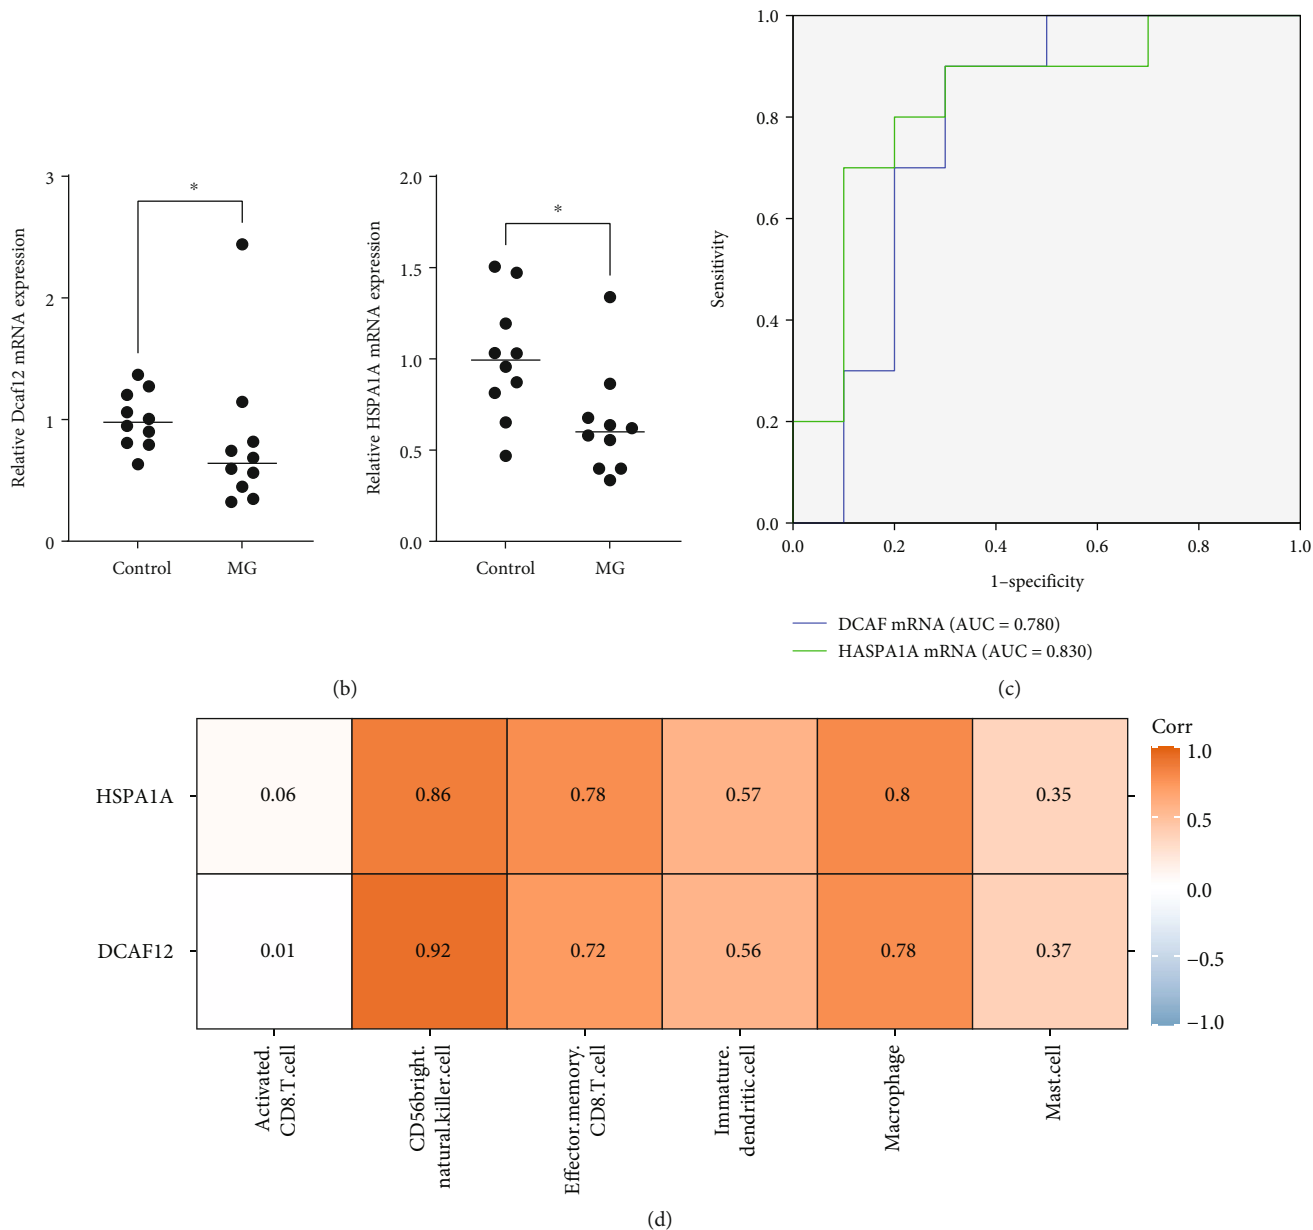 Relative Dcaf12 mRNA expression
3
2
1
0
*
Control
MG
Relative HSPA1A mRNA expression
2.0
1.5
1.0
0.5
0.0
*
Control
MG
(b)
Sensitivity
1.0
0.8
0.6
0.4
0.2
0.0
0.0
0.2
0.4
0.6
0.8
1.0
1–specificity
DCAF mRNA (AUC = 0.780)
HASPA1A mRNA (AUC = 0.830)
(c)
HSPA1A
0.06
0.86
0.78
0.57
0.8
0.35
DCAF12
0.01
0.92
0.72
0.56
0.78
0.37
Activated.
CD8.T.cell
CD56bright.
natural.killer.cell
Effector.memory.
CD8.T.cell
Immature.
dendritic.cell
Macrophage
Mast.cell
Corr
1.0
0.5
0.0
−0.5
−1.0
(d)